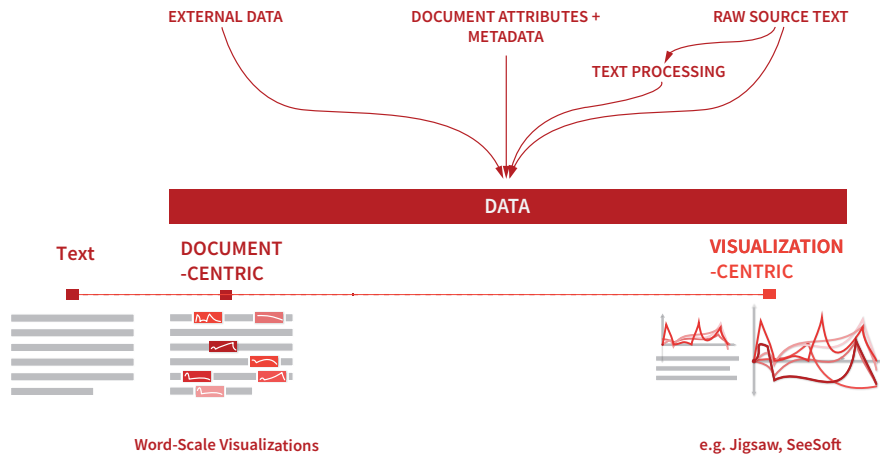 EXTERNAL DATA
DOCUMENT ATTRIBUTES +
METADATA
RAW SOURCE TEXT
TEXT PROCESSING
DATA
Text
DOCUMENT
-CENTRIC
VISUALIZATION
-CENTRIC
Word-Scale Visualizations
e.g. Jigsaw, SeeSoft